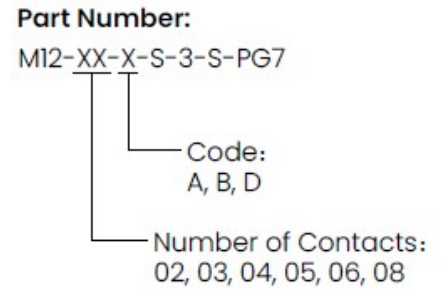 Part Number:
M12-XX-X-S-3-S-PG7
Code：
A, B, D
Number of Contacts：
02, 03, 04, 05, 06, 08